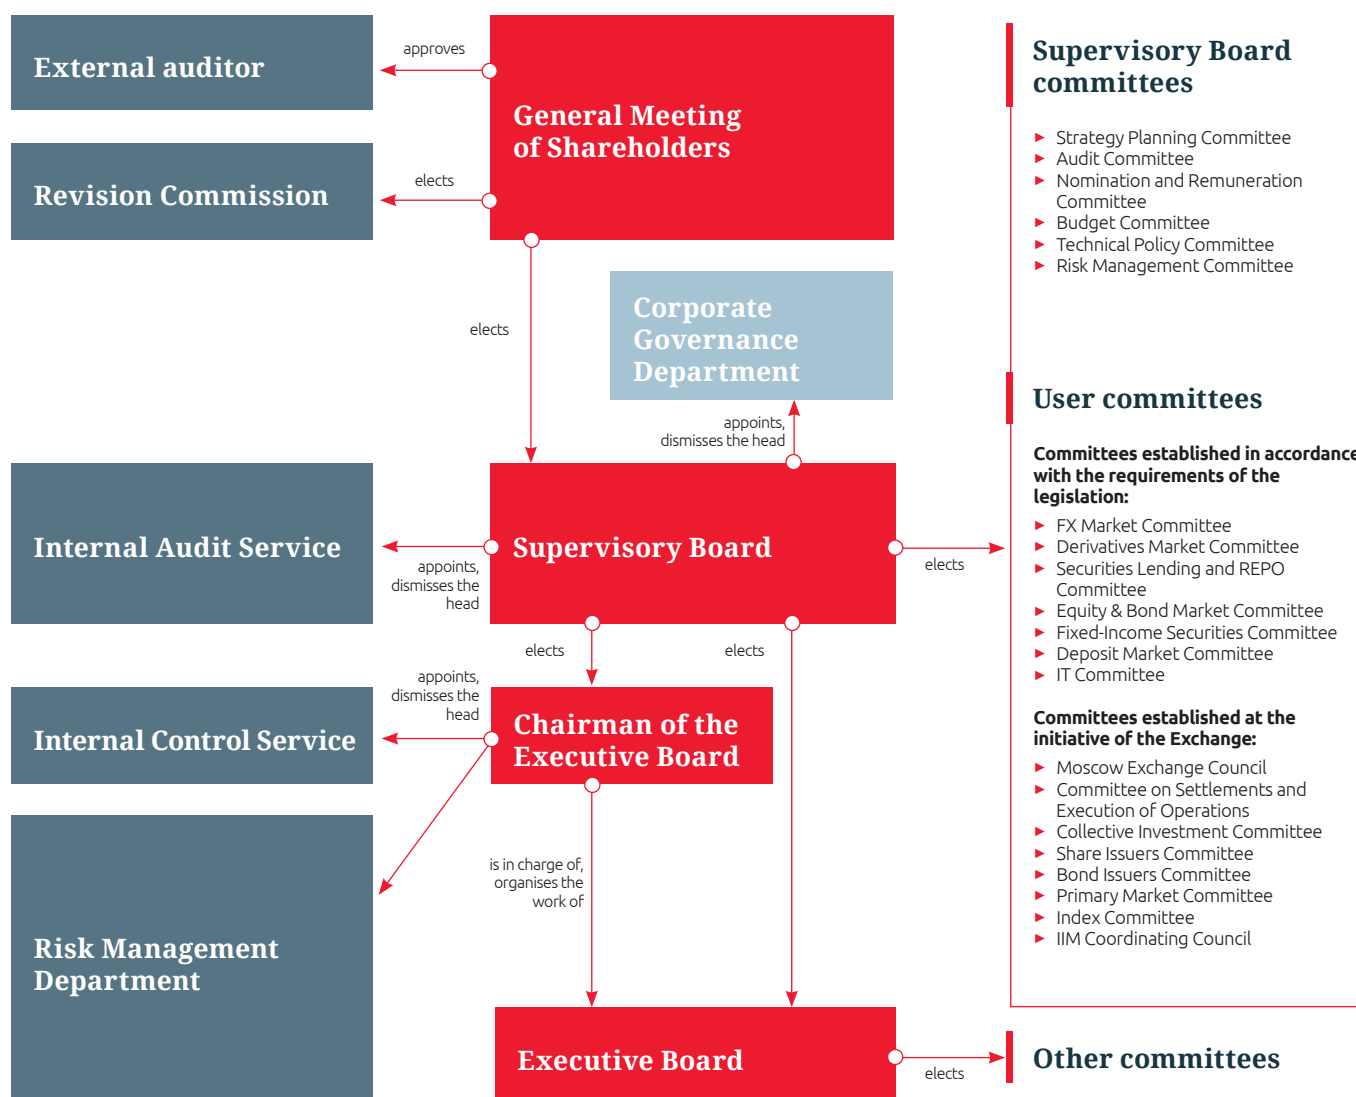 External auditor
approves
General Meeting
of Shareholders
Revision Commission
elects
elects
Corporate
Governance
Department
appoints,
dismisses the head
Internal Audit Service
appoints,
dismisses the
head
Supervisory Board
elects
elects
elects
appoints,
dismisses the
head
Internal Control Service
Chairman of the
Executive Board
is in charge of,
organises the
work of
Risk Management
Department
Executive Board
elects
Supervisory Board
committees
► Strategy Planning Committee
► Audit Committee
► Nomination and Remuneration
Committee
► Budget Committee
► Technical Policy Committee
► Risk Management Committee
User committees
Committees established in accordance
with the requirements of the
legislation:
► FX Market Committee
► Derivatives Market Committee
► Securities Lending and REPO
Committee
► Equity & Bond Market Committee
► Fixed-Income Securities Committee
► Deposit Market Committee
► IT Committee
Committees established at the
initiative of the Exchange:
► Moscow Exchange Council
► Committee on Settlements and
Execution of Operations
► Collective Investment Committee
► Share Issuers Committee
► Bond Issuers Committee
► Primary Market Committee
► Index Committee
► IIM Coordinating Council
Other committees